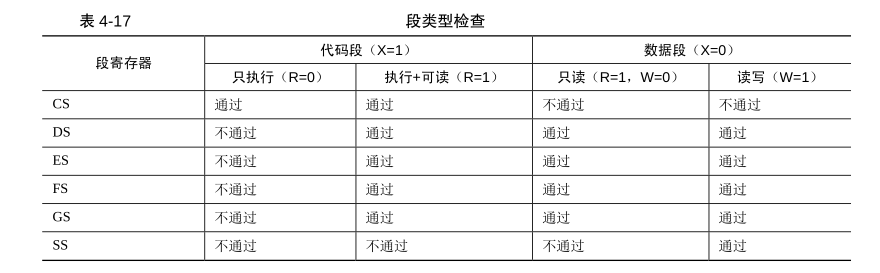 表 4-17 段类型检查
段寄存器 代码段（X=1） 数据段（X=0）
只执行（R=0） 执行+可读（R=1） 只读（R=1，W=0） 读写（W=1）
CS 通过 通过 不通过 不通过
DS 不通过 通过 通过 通过
ES 不通过 通过 通过 通过
FS 不通过 通过 通过 通过
GS 不通过 通过 通过 通过
SS 不通过 不通过 不通过 通过